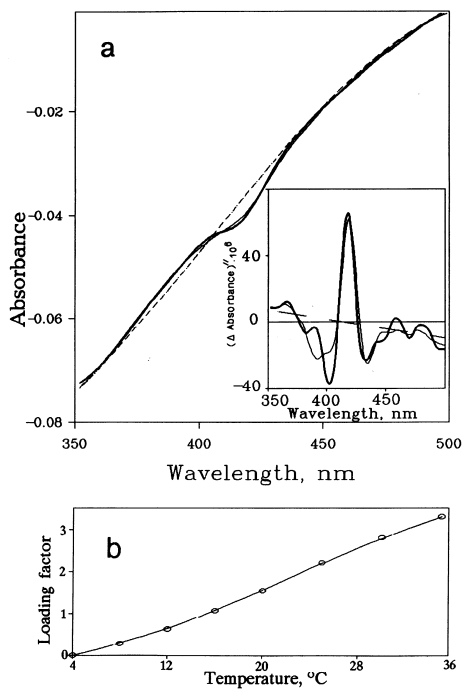 a
−0.02
−0.04
−0.06
−0.08
Absorbance
350 400 450 500
Wavelength, nm
(Δ Absorbance)″·10⁶
40
0
−40
350 400 450
Wavelength, nm
b
Loading factor
3
2
1
0
4 12 20 28 36
Temperature, °C